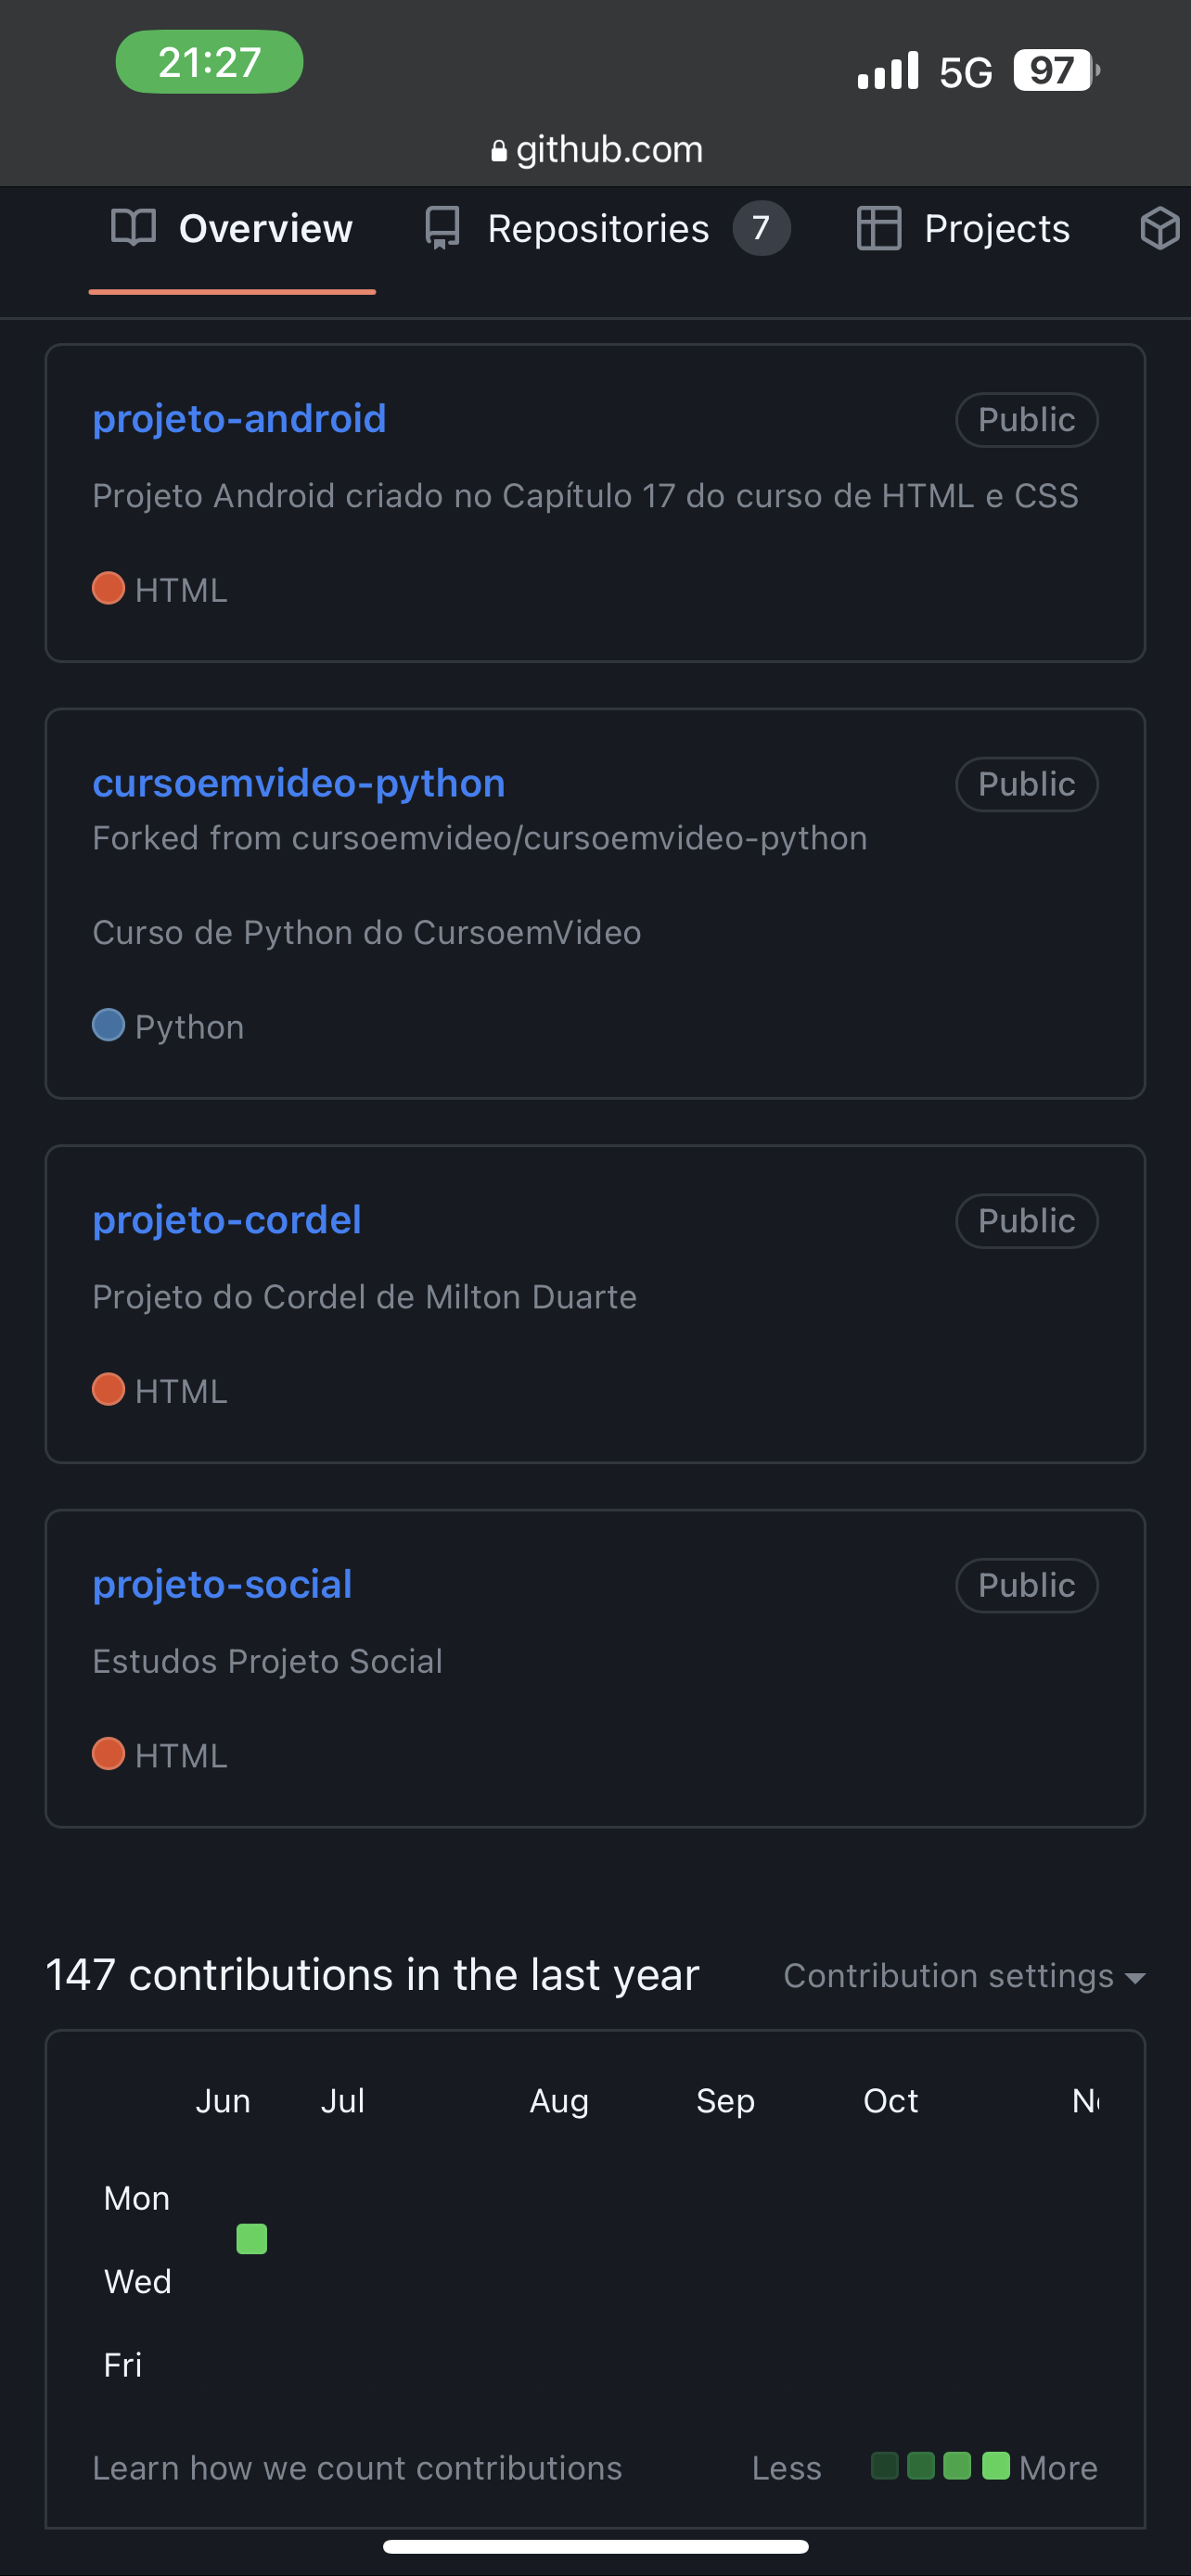 21:27
5G 97
github.com
Overview Repositories 7 Projects
projeto-android Public
Projeto Android criado no Capítulo 17 do curso de HTML e CSS
HTML
cursoemvideo-python Public
Forked from cursoemvideo/cursoemvideo-python
Curso de Python do CursoemVideo
Python
projeto-cordel Public
Projeto do Cordel de Milton Duarte
HTML
projeto-social Public
Estudos Projeto Social
HTML
147 contributions in the last year Contribution settings
Jun Jul Aug Sep Oct
Mon
Wed
Fri
Learn how we count contributions Less More